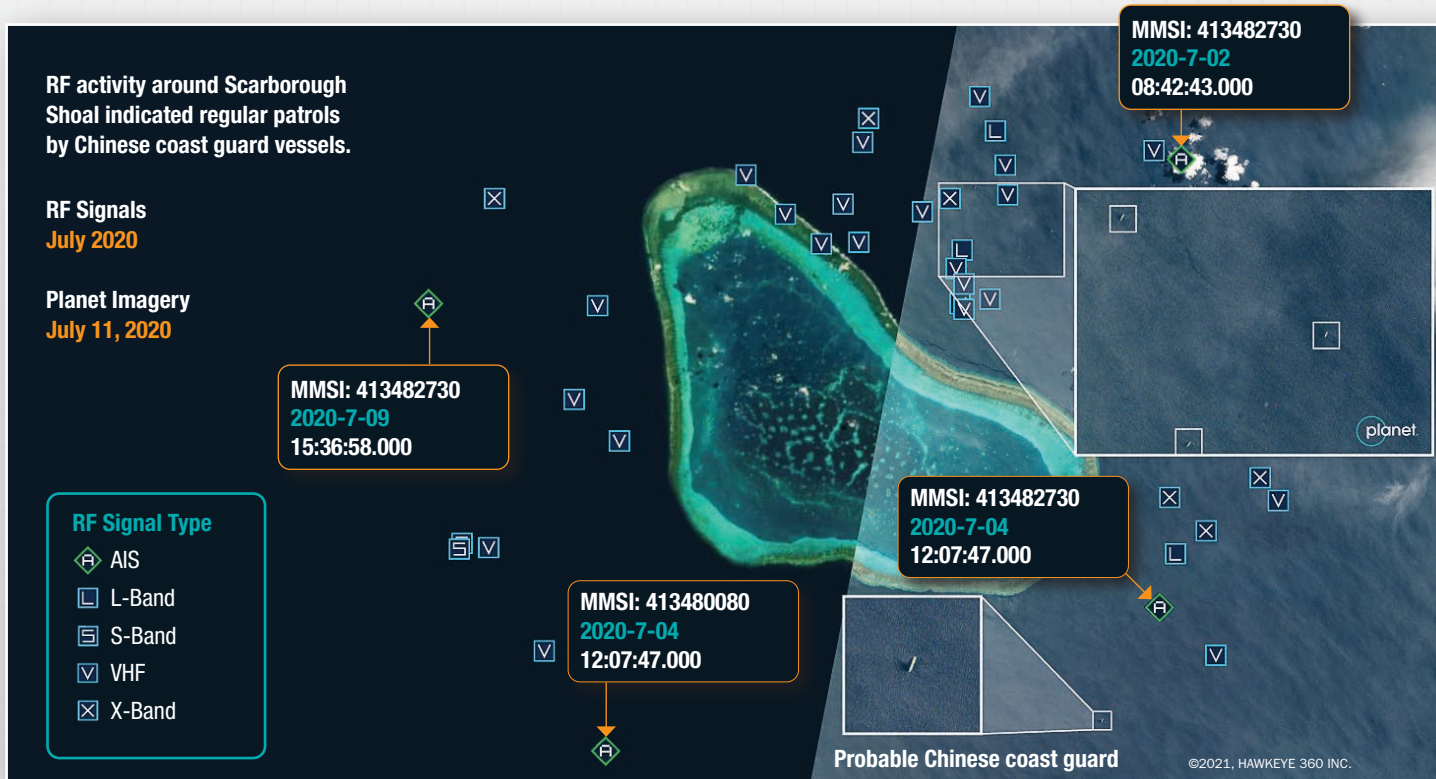 RF activity around Scarborough
Shoal indicated regular patrols
by Chinese coast guard vessels.
RF Signals
July 2020
Planet Imagery
July 11, 2020
MMSI: 413482730
2020-7-02
08:42:43.000
MMSI: 413482730
2020-7-09
15:36:58.000
planet.
MMSI: 413482730
2020-7-04
12:07:47.000
MMSI: 413480080
2020-7-04
12:07:47.000
RF Signal Type
A AIS
L L-Band
S S-Band
V VHF
X X-Band
Probable Chinese coast guard
©2021, HAWKEYE 360 INC.